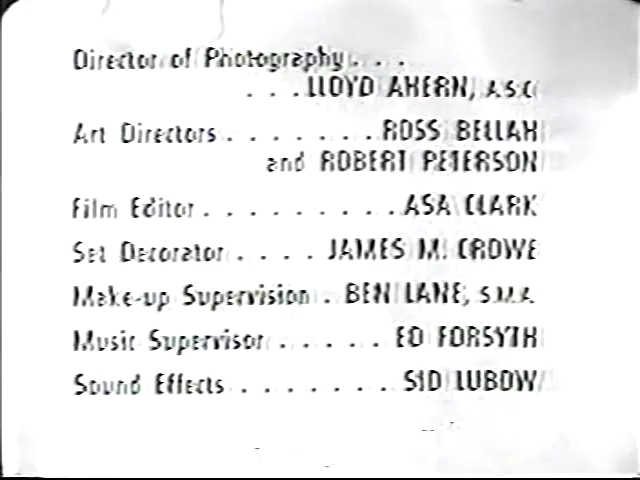 Director of Photography . . .
. . . LLOYD AHERN, A.S.C.
Art Directors . . . . . . . ROSS BELLAH
and ROBERT PETERSON
Film Editor . . . . . . . . . ASA CLARK
Set Decorator . . . . JAMES M. CROWE
Make-up Supervision . BEN LANE, S.M.A.
Music Supervisor . . . . . . ED FORSYTH
Sound Effects . . . . . . . . SID LUBOW